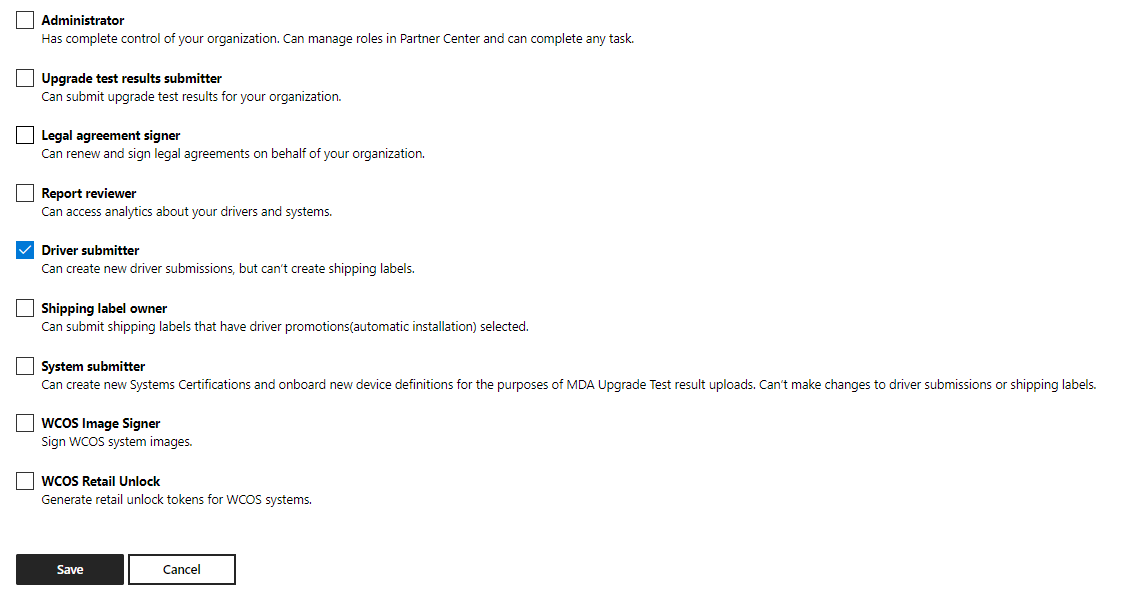 Administrator
Has complete control of your organization. Can manage roles in Partner Center and can complete any task.
Upgrade test results submitter
Can submit upgrade test results for your organization.
Legal agreement signer
Can renew and sign legal agreements on behalf of your organization.
Report reviewer
Can access analytics about your drivers and systems.
Driver submitter
Can create new driver submissions, but can't create shipping labels.
Shipping label owner
Can submit shipping labels that have driver promotions(automatic installation) selected.
System submitter
Can create new Systems Certifications and onboard new device definitions for the purposes of MDA Upgrade Test result uploads. Can't make changes to driver submissions or shipping labels.
WCOS Image Signer
Sign WCOS system images.
WCOS Retail Unlock
Generate retail unlock tokens for WCOS systems.
Save Cancel